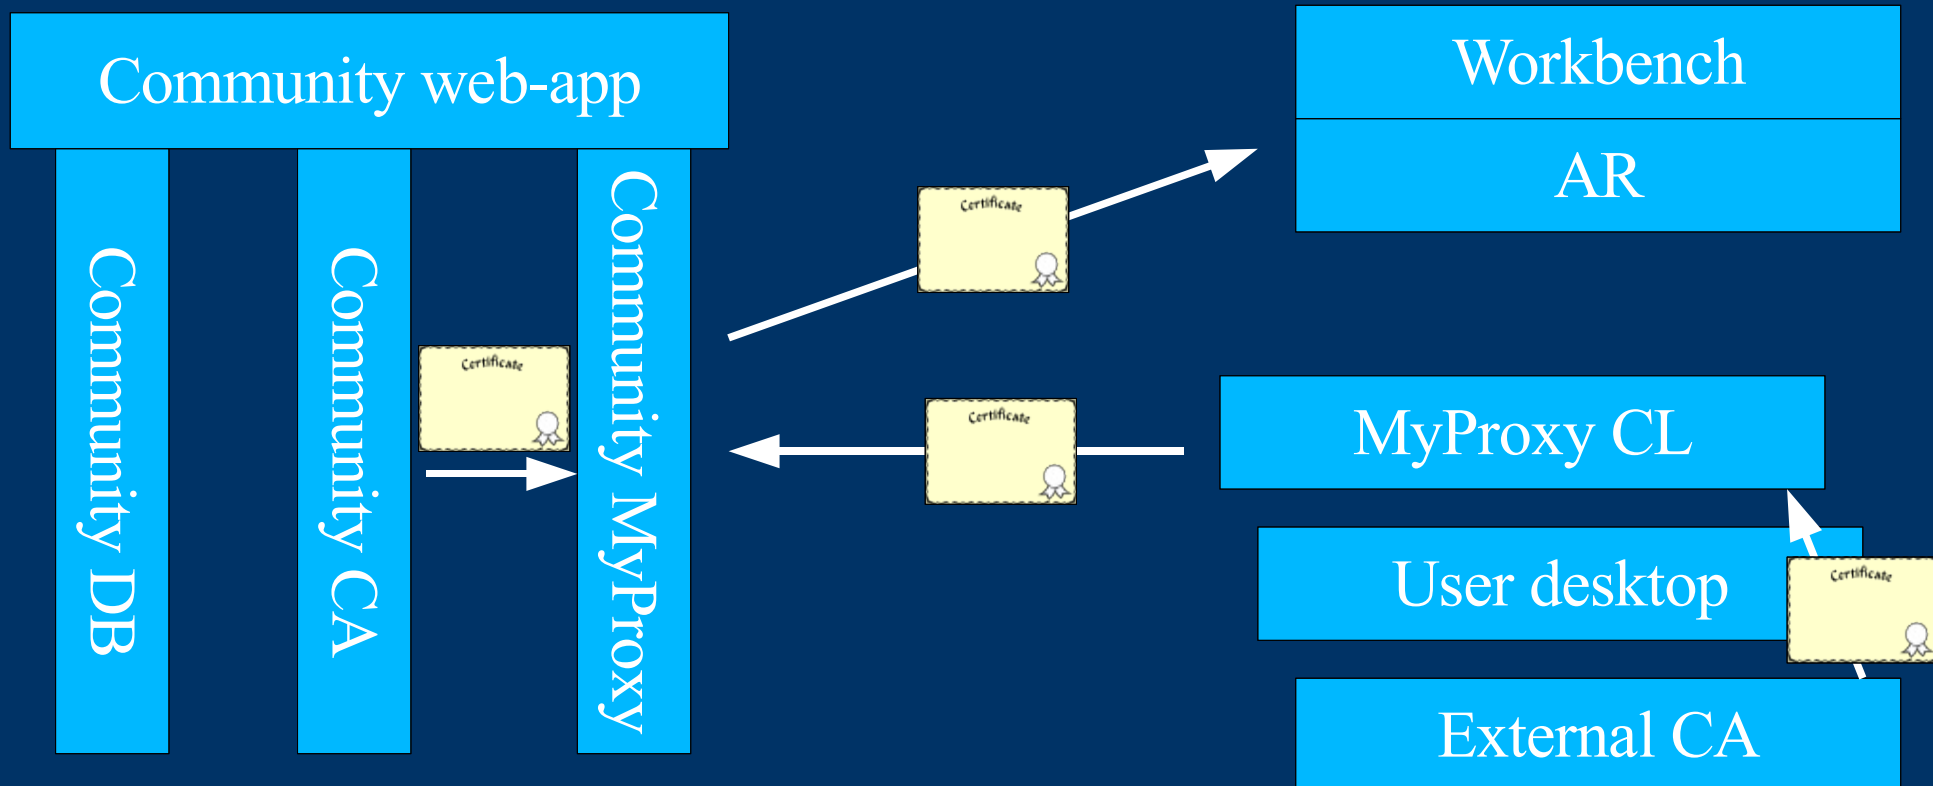 Community web-app
Workbench
AR
Community DB
Community CA
Community MyProxy
Certificate
Certificate
Certificate
MyProxy CL
User desktop
Certificate
External CA